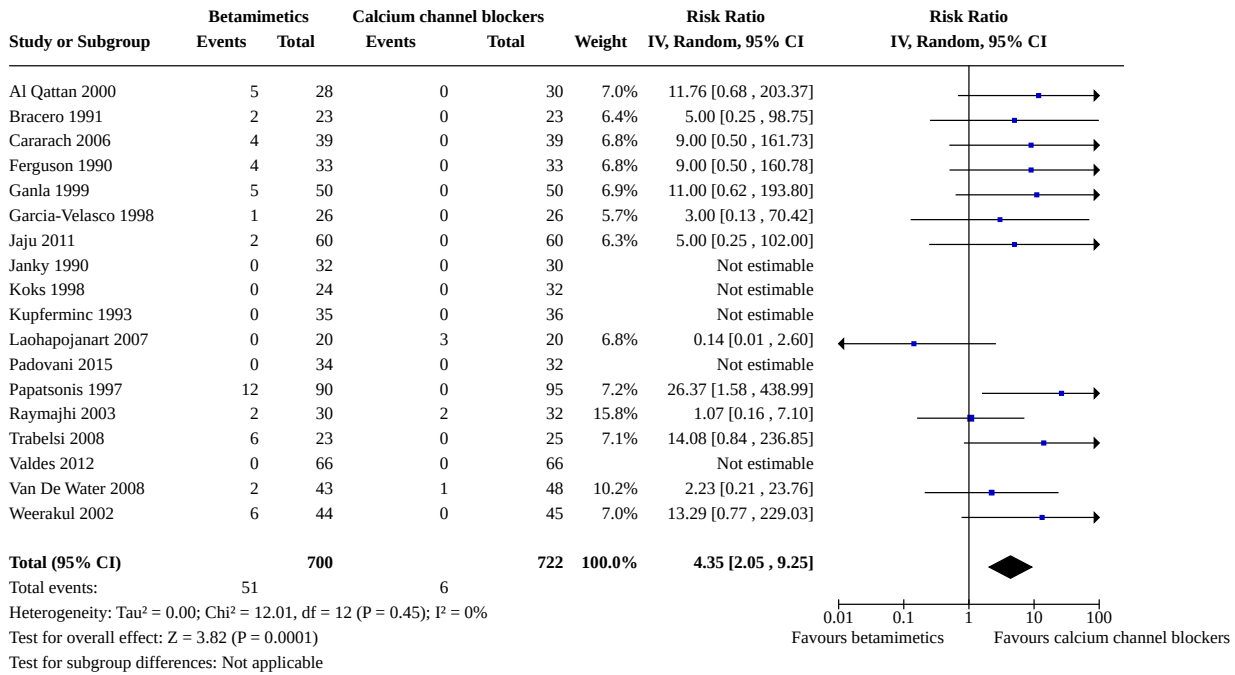 Betamimetics Calcium channel blockers Risk Ratio Risk Ratio
Study or Subgroup Events Total Events Total Weight IV, Random, 95% CI IV, Random, 95% CI
Al Qattan 2000 5 28 0 30 7.0% 11.76 [0.68 , 203.37]
Bracero 1991 2 23 0 23 6.4% 5.00 [0.25 , 98.75]
Cararach 2006 4 39 0 39 6.8% 9.00 [0.50 , 161.73]
Ferguson 1990 4 33 0 33 6.8% 9.00 [0.50 , 160.78]
Ganla 1999 5 50 0 50 6.9% 11.00 [0.62 , 193.80]
Garcia-Velasco 1998 1 26 0 26 5.7% 3.00 [0.13 , 70.42]
Jaju 2011 2 60 0 60 6.3% 5.00 [0.25 , 102.00]
Janky 1990 0 32 0 30 Not estimable
Koks 1998 0 24 0 32 Not estimable
Kupferminc 1993 0 35 0 36 Not estimable
Laohapojanart 2007 0 20 3 20 6.8% 0.14 [0.01 , 2.60]
Padovani 2015 0 34 0 32 Not estimable
Papatsonis 1997 12 90 0 95 7.2% 26.37 [1.58 , 438.99]
Raymajhi 2003 2 30 2 32 15.8% 1.07 [0.16 , 7.10]
Trabelsi 2008 6 23 0 25 7.1% 14.08 [0.84 , 236.85]
Valdes 2012 0 66 0 66 Not estimable
Van De Water 2008 2 43 1 48 10.2% 2.23 [0.21 , 23.76]
Weerakul 2002 6 44 0 45 7.0% 13.29 [0.77 , 229.03]
Total (95% CI) 700 722 100.0% 4.35 [2.05 , 9.25]
Total events: 51 6
Heterogeneity: Tau² = 0.00; Chi² = 12.01, df = 12 (P = 0.45); I² = 0%
0.01 0.1 1 10 100
Test for overall effect: Z = 3.82 (P = 0.0001)
Favours betamimetics Favours calcium channel blockers
Test for subgroup differences: Not applicable